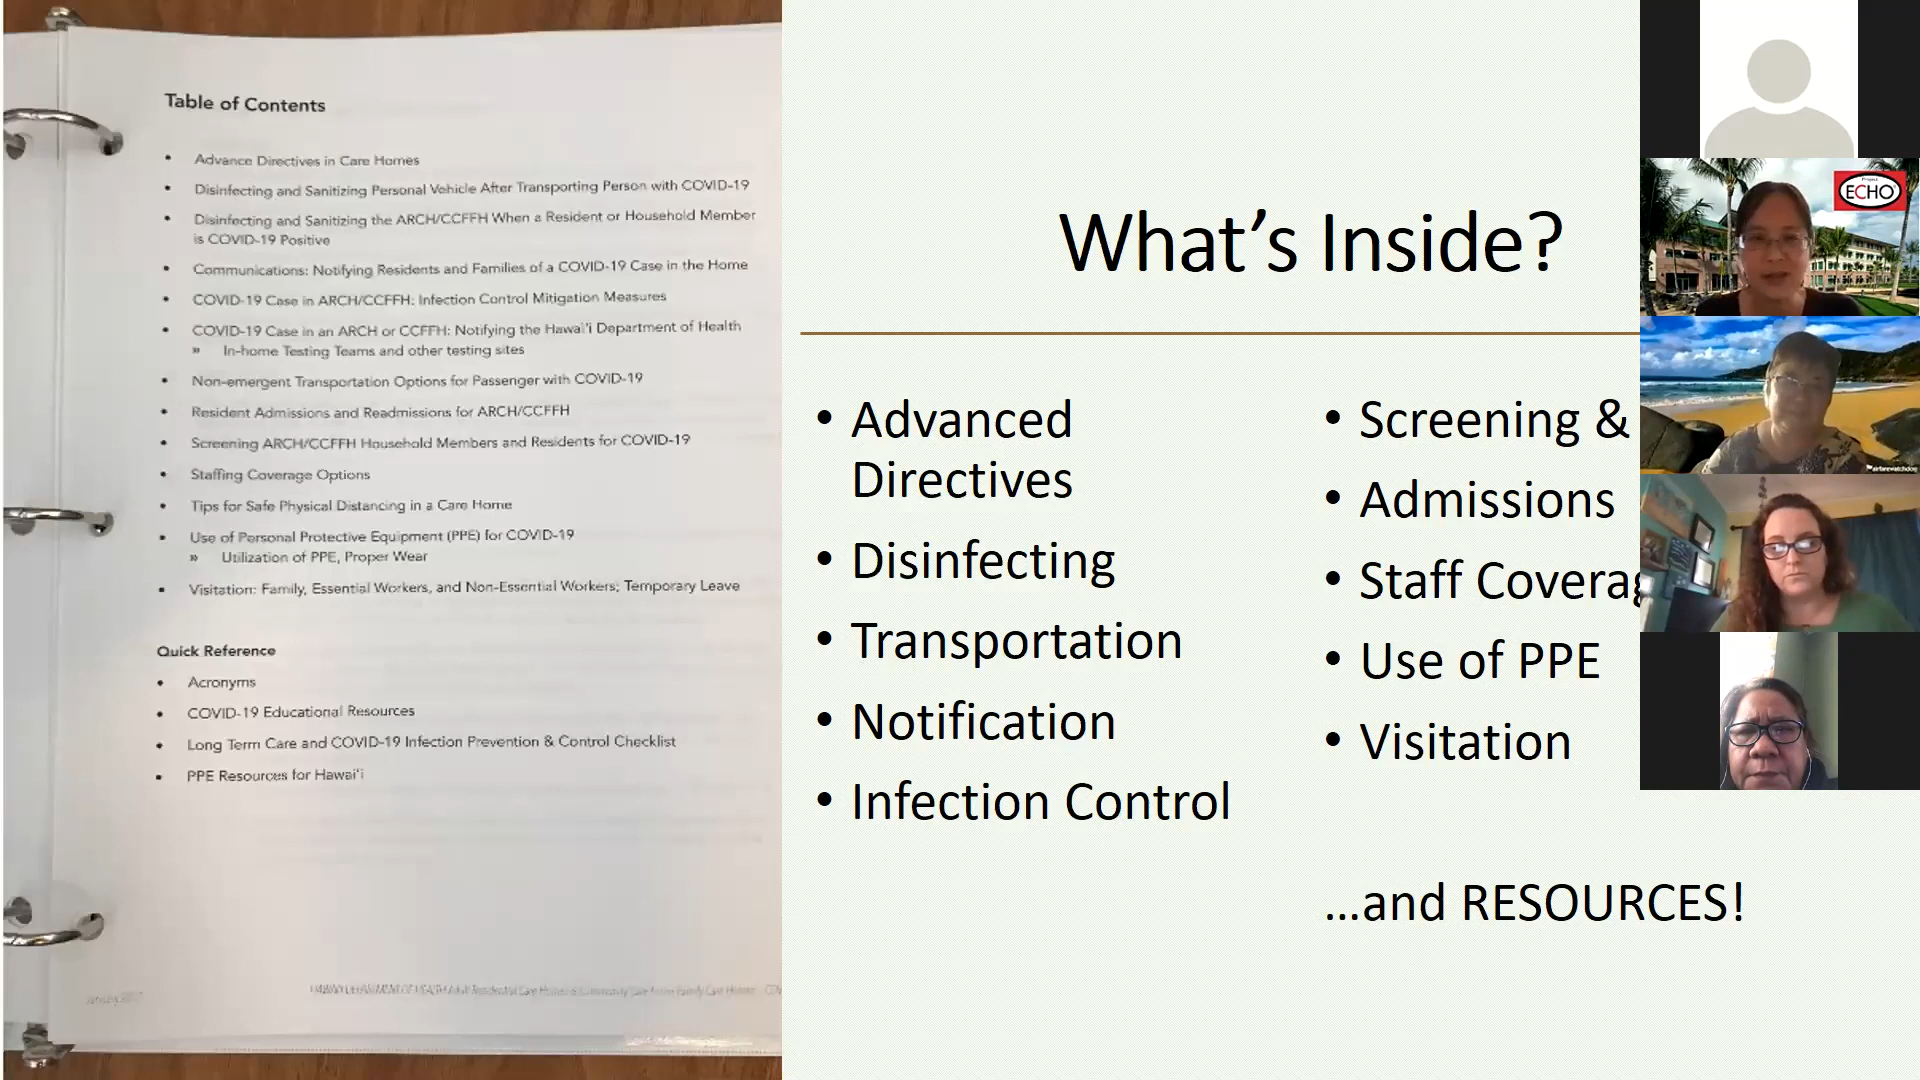 Table of Contents
• Advance Directives in Care Homes
• Disinfecting and Sanitizing Personal Vehicle After Transporting Person with COVID-19
• Disinfecting and Sanitizing the ARCH/CCFFH When a Resident or Household Member
is COVID-19 Positive
• Communications: Notifying Residents and Families of a COVID-19 Case in the Home
• COVID-19 Case in ARCH/CCFFH: Infection Control Mitigation Measures
• COVID-19 Case in an ARCH or CCFFH: Notifying the Hawai'i Department of Health
» In-home Testing Teams and other testing sites
• Non-emergent Transportation Options for Passenger with COVID-19
• Resident Admissions and Readmissions for ARCH/CCFFH
• Screening ARCH/CCFFH Household Members and Residents for COVID-19
• Staffing Coverage Options
• Tips for Safe Physical Distancing in a Care Home
• Use of Personal Protective Equipment (PPE) for COVID-19
» Utilization of PPE, Proper Wear
• Visitation: Family, Essential Workers, and Non-Essential Workers; Temporary Leave
Quick Reference
• Acronyms
• COVID-19 Educational Resources
• Long Term Care and COVID-19 Infection Prevention & Control Checklist
• PPE Resources for Hawai'i
What's Inside?
• Advanced
Directives
• Disinfecting
• Transportation
• Notification
• Infection Control
• Screening &
• Admissions
• Staff Coverag
• Use of PPE
• Visitation
...and RESOURCES!
Project
ECHO
airfarewatchdog